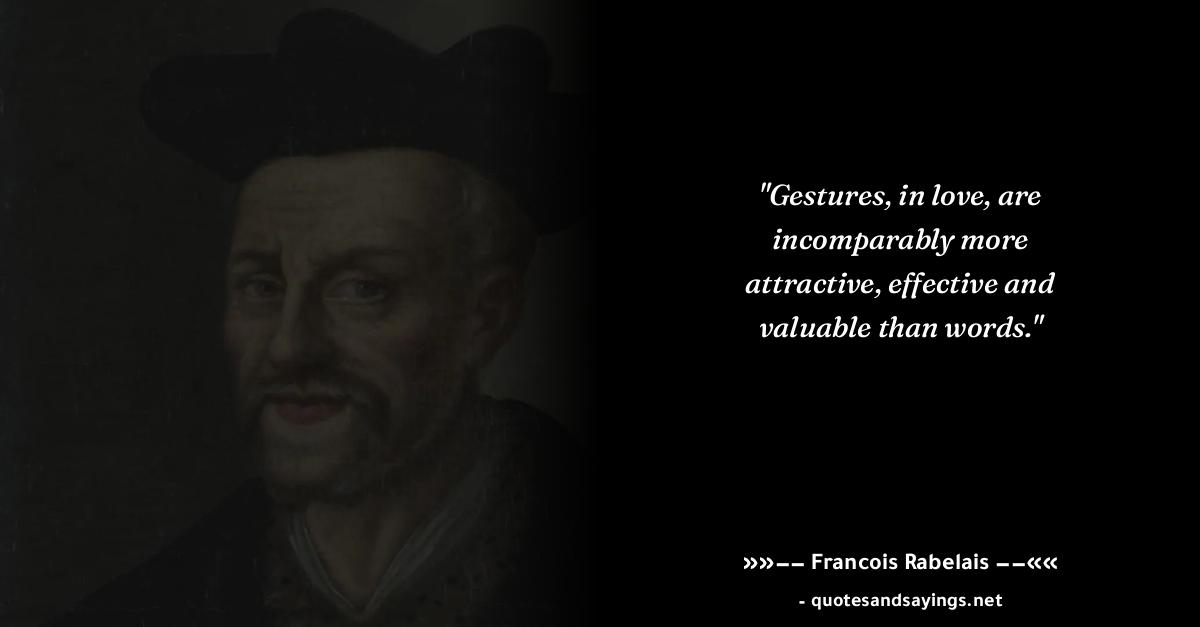 "Gestures, in love, are
incomparably more
attractive, effective and
valuable than words."
»»–– Francois Rabelais ––««
- quotesandsayings.net